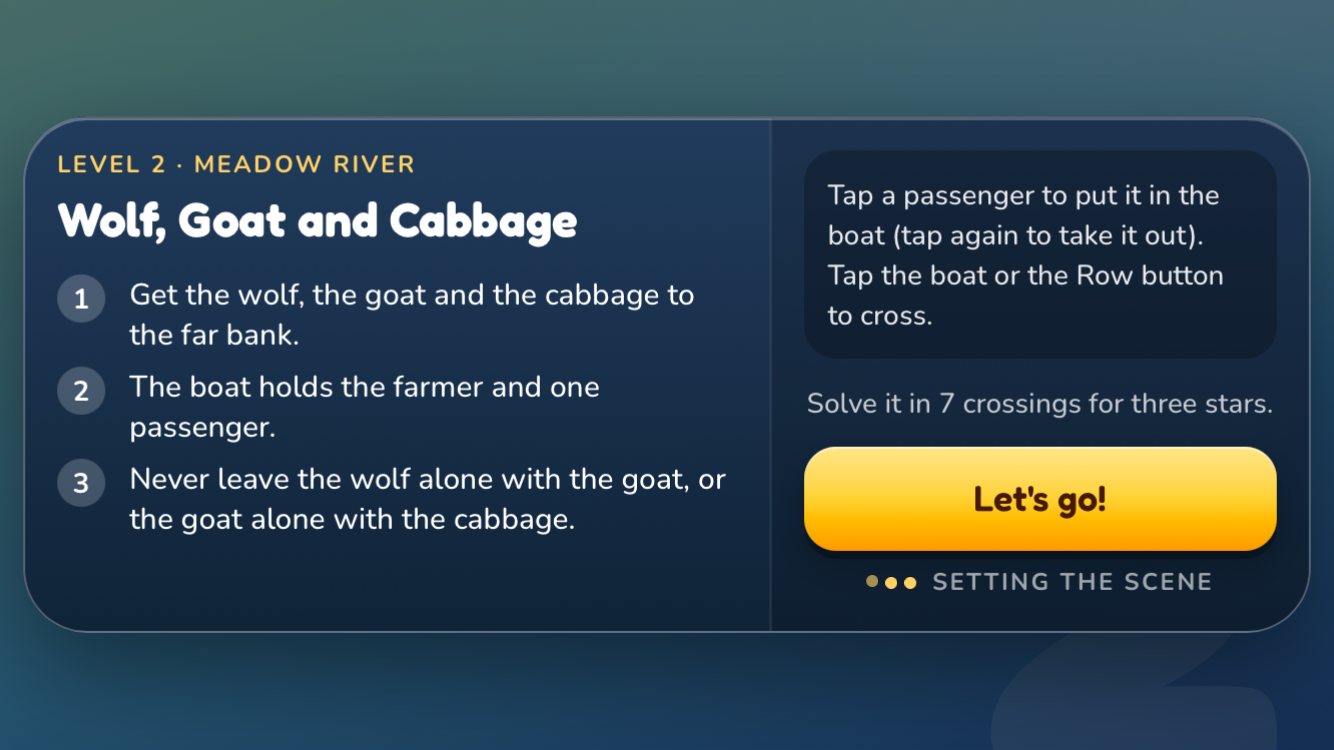 LEVEL 2 · MEADOW RIVER
Wolf, Goat and Cabbage
1 Get the wolf, the goat and the cabbage to
the far bank.
2 The boat holds the farmer and one
passenger.
3 Never leave the wolf alone with the goat, or
the goat alone with the cabbage.
Tap a passenger to put it in the
boat (tap again to take it out).
Tap the boat or the Row button
to cross.
Solve it in 7 crossings for three stars.
Let's go!
SETTING THE SCENE
2